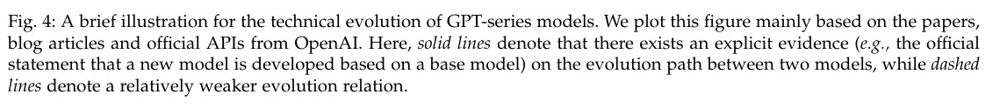 Fig. 4: A brief illustration for the technical evolution of GPT-series models. We plot this figure mainly based on the papers,
blog articles and official APIs from OpenAI. Here, solid lines denote that there exists an explicit evidence (e.g., the official
statement that a new model is developed based on a base model) on the evolution path between two models, while dashed
lines denote a relatively weaker evolution relation.